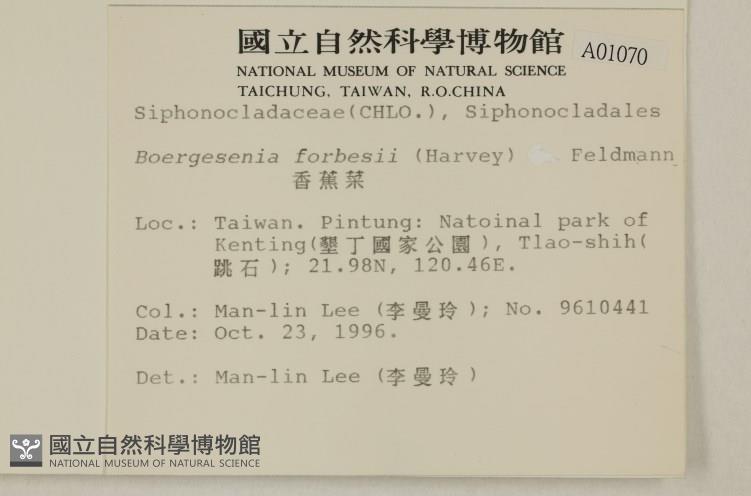 國立自然科學博物館
A01070
NATIONAL MUSEUM OF NATURAL SCIENCE
TAICHUNG, TAIWAN, R.O.CHINA
Siphonocladaceae(CHLO.), Siphonocladales
Boergesenia forbesii (Harvey) Feldmann
香蕉菜
Loc.: Taiwan. Pintung: Natoinal park of
Kenting(墾丁國家公園), Tlao-shih(
跳石); 21.98N, 120.46E.
Col.: Man-lin Lee (李曼玲); No. 9610441
Date: Oct. 23, 1996.
Det.: Man-lin Lee (李曼玲)
國立自然科學博物館
NATIONAL MUSEUM OF NATURAL SCIENCE